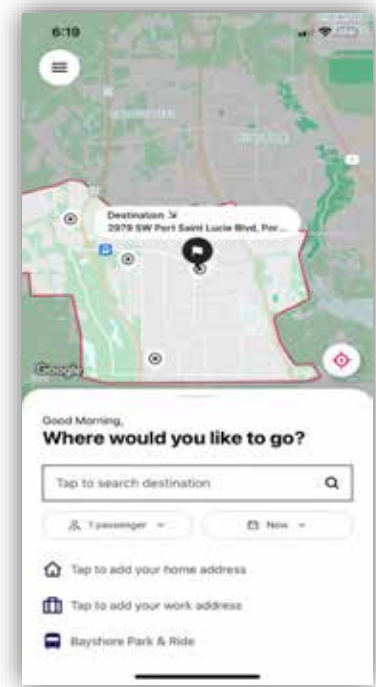 6:19
Destination
2979 SW Port Saint Lucie Blvd, Por...
Google
Good Morning,
Where would you like to go?
Tap to search destination
1 passenger
Now
Tap to add your home address
Tap to add your work address
Bayshore Park & Ride